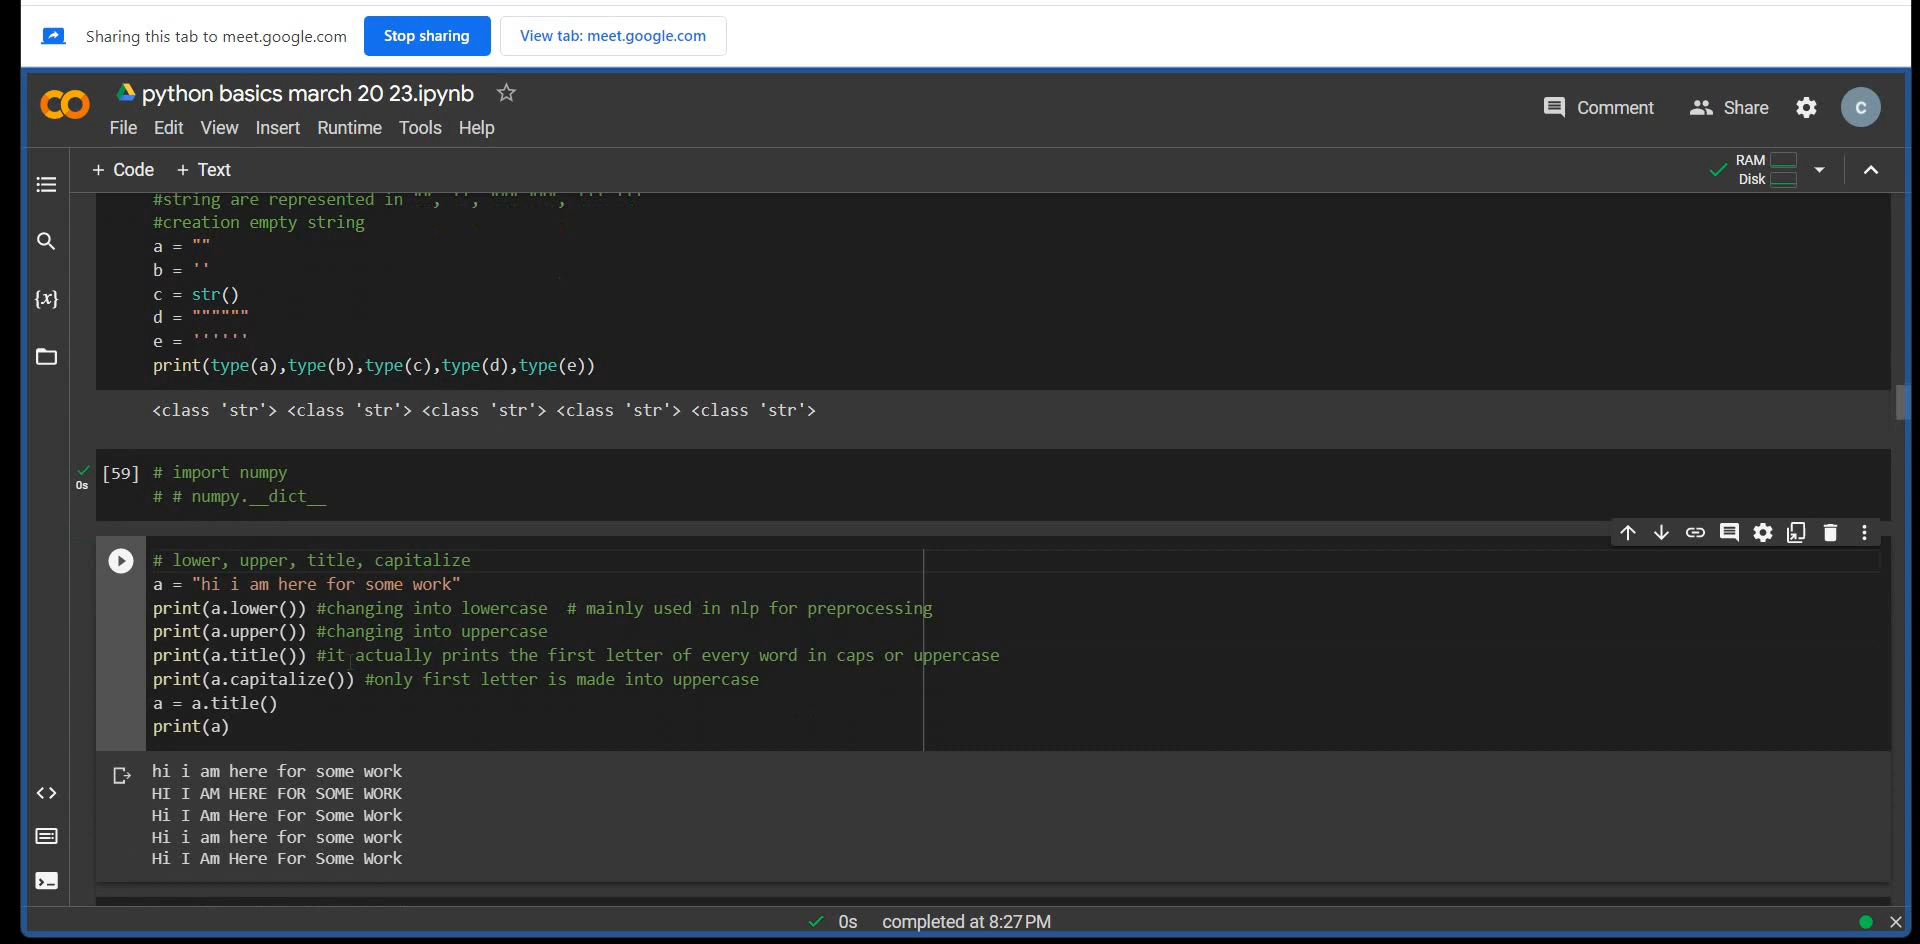 Sharing this tab to meet.google.com
Stop sharing
View tab: meet.google.com
python basics march 20 23.ipynb
Comment
Share
C
File Edit View Insert Runtime Tools Help
+ Code + Text
RAM
Disk
#string are represented in "", '', """ """, ''' '''
#creation empty string
a = ""
b = ''
c = str()
d = """"""
e = ''''''
print(type(a),type(b),type(c),type(d),type(e))
<class 'str'> <class 'str'> <class 'str'> <class 'str'> <class 'str'>
[59] # import numpy
0s # # numpy.__dict__
# lower, upper, title, capitalize
a = "hi i am here for some work"
print(a.lower()) #changing into lowercase  # mainly used in nlp for preprocessing
print(a.upper()) #changing into uppercase
print(a.title()) #it actually prints the first letter of every word in caps or uppercase
print(a.capitalize()) #only first letter is made into uppercase
a = a.title()
print(a)
hi i am here for some work
HI I AM HERE FOR SOME WORK
Hi I Am Here For Some Work
Hi i am here for some work
Hi I Am Here For Some Work
0s completed at 8:27 PM